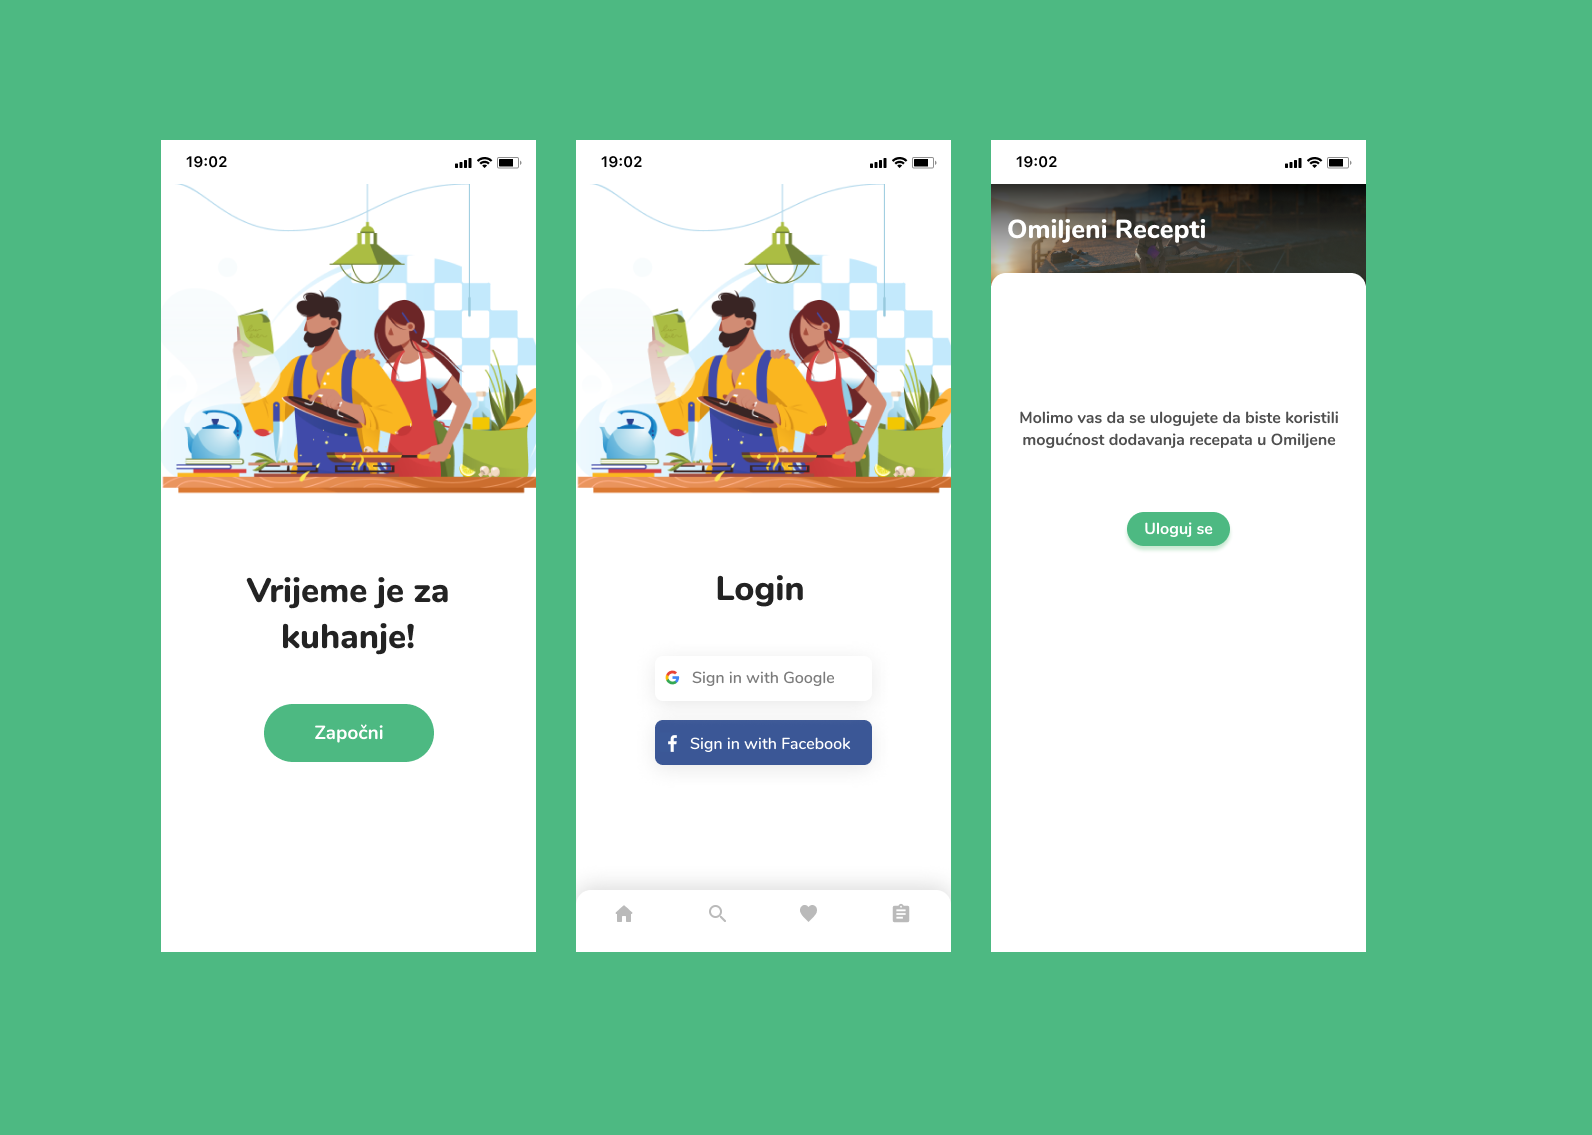 19:02
Vrijeme je za
kuhanje!
Započni
19:02
Login
Sign in with Google
Sign in with Facebook
19:02
Omiljeni Recepti
Molimo vas da se ulogujete da biste koristili
mogućnost dodavanja recepata u Omiljene
Uloguj se